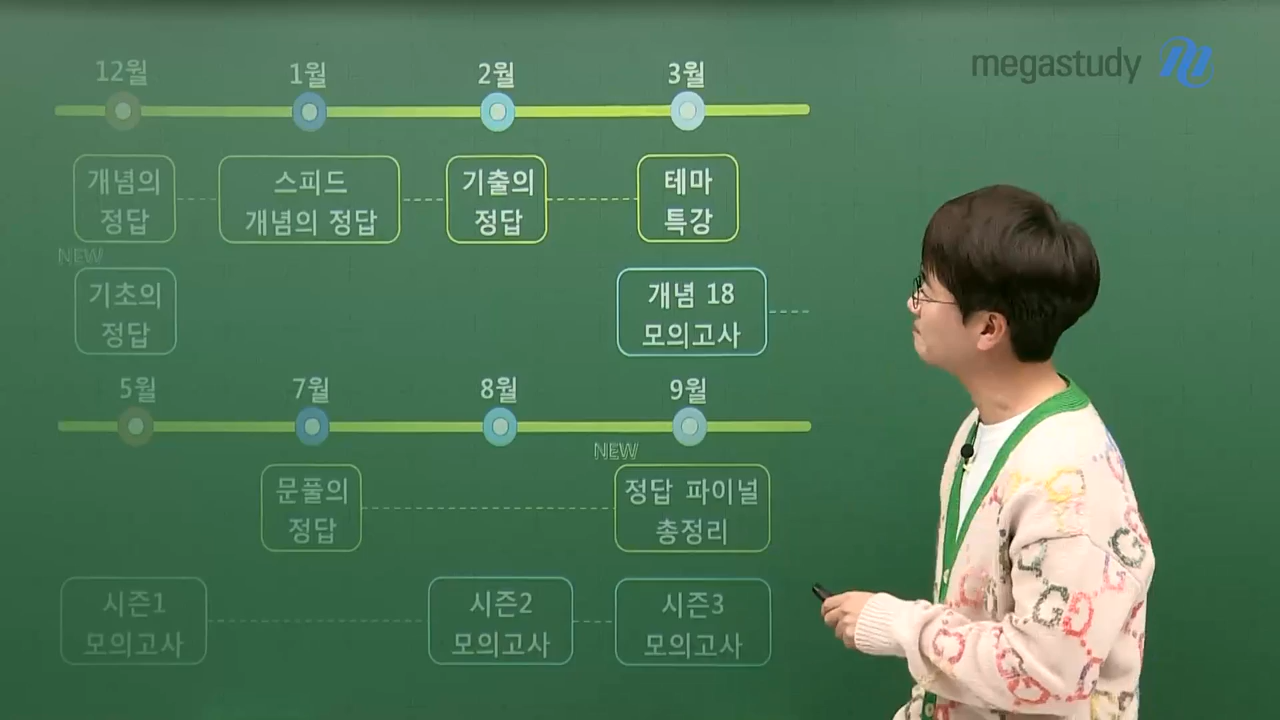 megastudy
12월 1월 2월 3월
개념의
정답
스피드
개념의 정답
기출의
정답
테마
특강
NEW
기초의
정답
개념 18
모의고사
5월 7월 8월 9월
NEW
문풀의
정답
정답 파이널
총정리
시즌1
모의고사
시즌2
모의고사
시즌3
모의고사